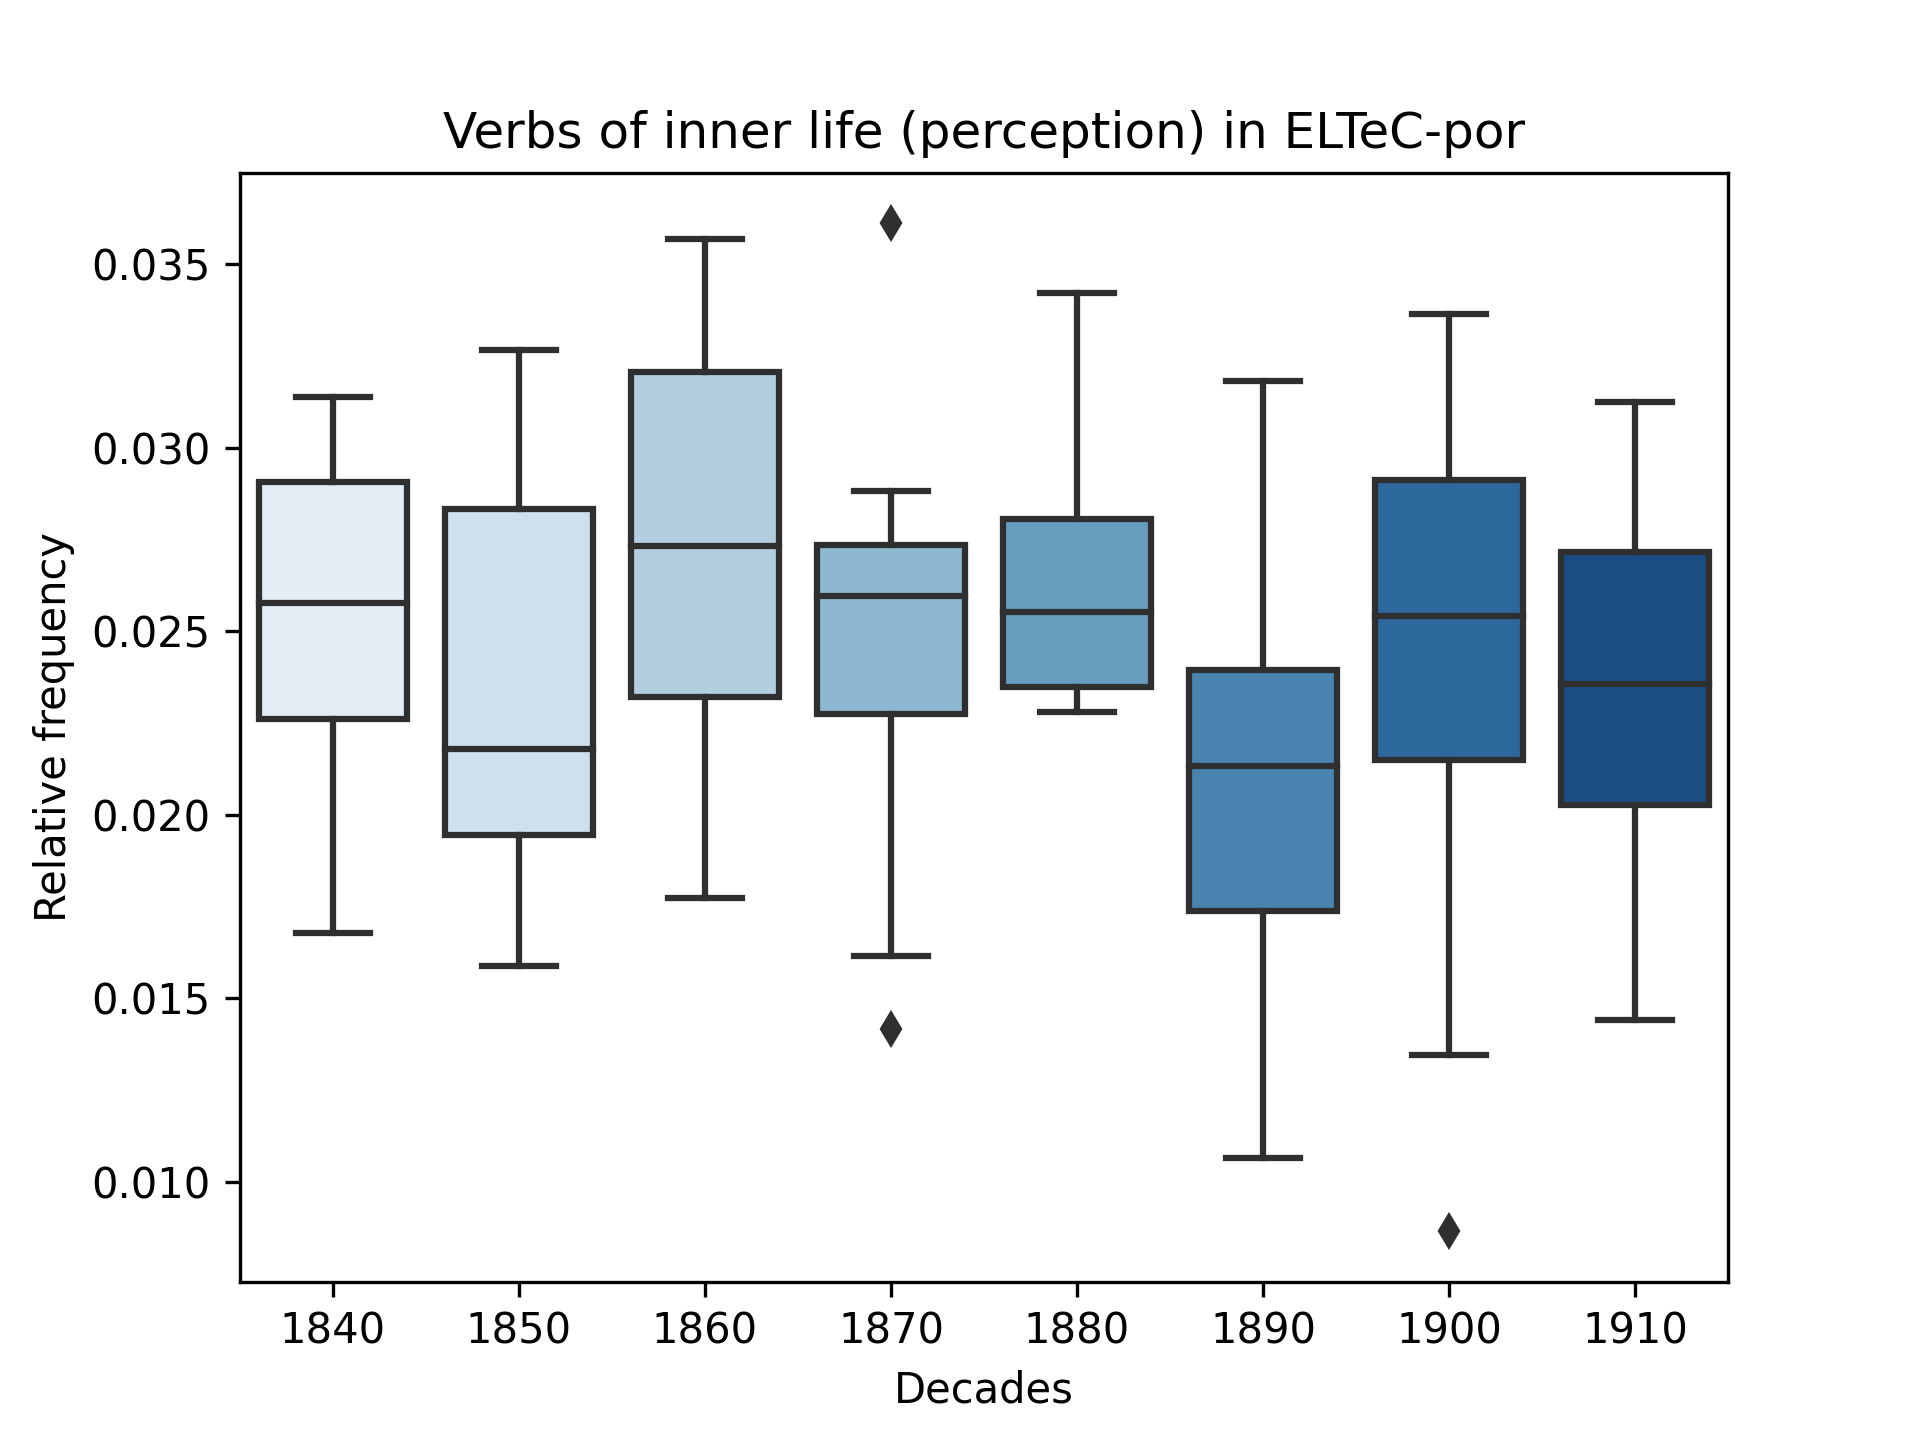 Verbs of inner life (perception) in ELTeC-por
Relative frequency
0.035
0.030
0.025
0.020
0.015
0.010
1840 1850 1860 1870 1880 1890 1900 1910
Decades